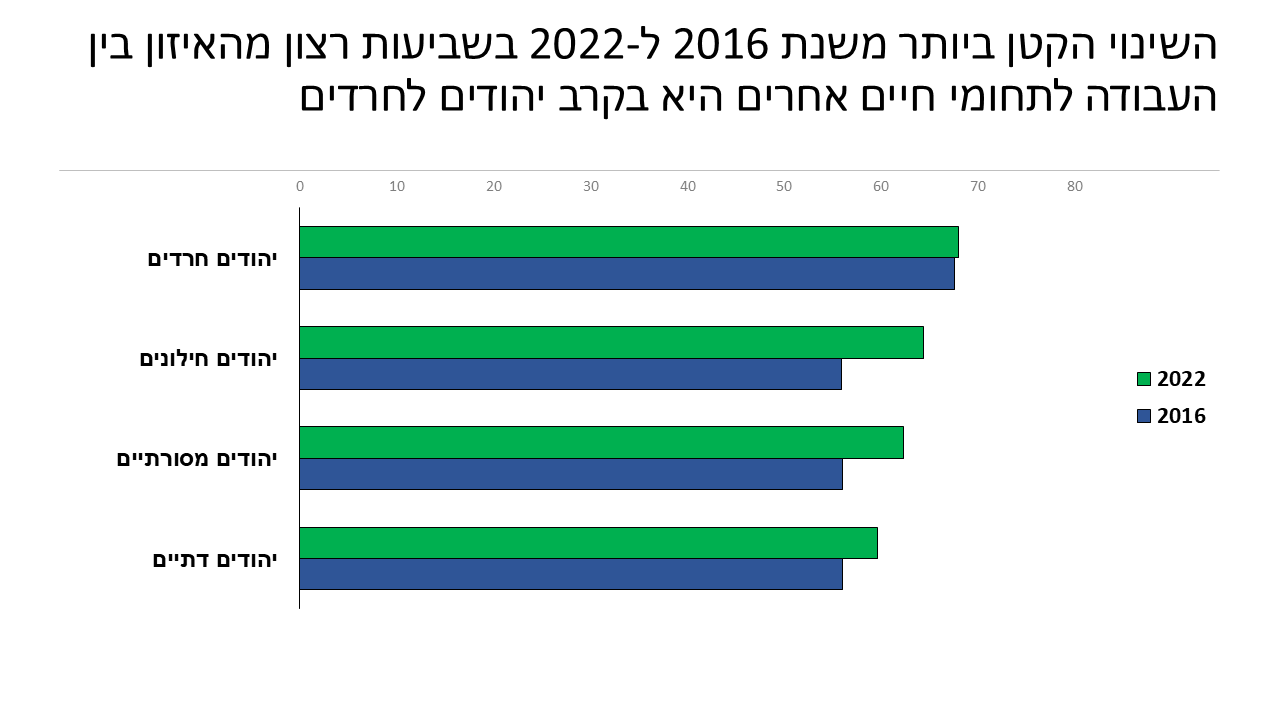 השינוי הקטן ביותר משנת 2016 ל-2022 בשביעות רצון מהאיזון בין
העבודה לתחומי חיים אחרים היא בקרב יהודים לחרדים
0 10 20 30 40 50 60 70 80
יהודים חרדים
יהודים חילונים
יהודים מסורתיים
יהודים דתיים
2022
2016